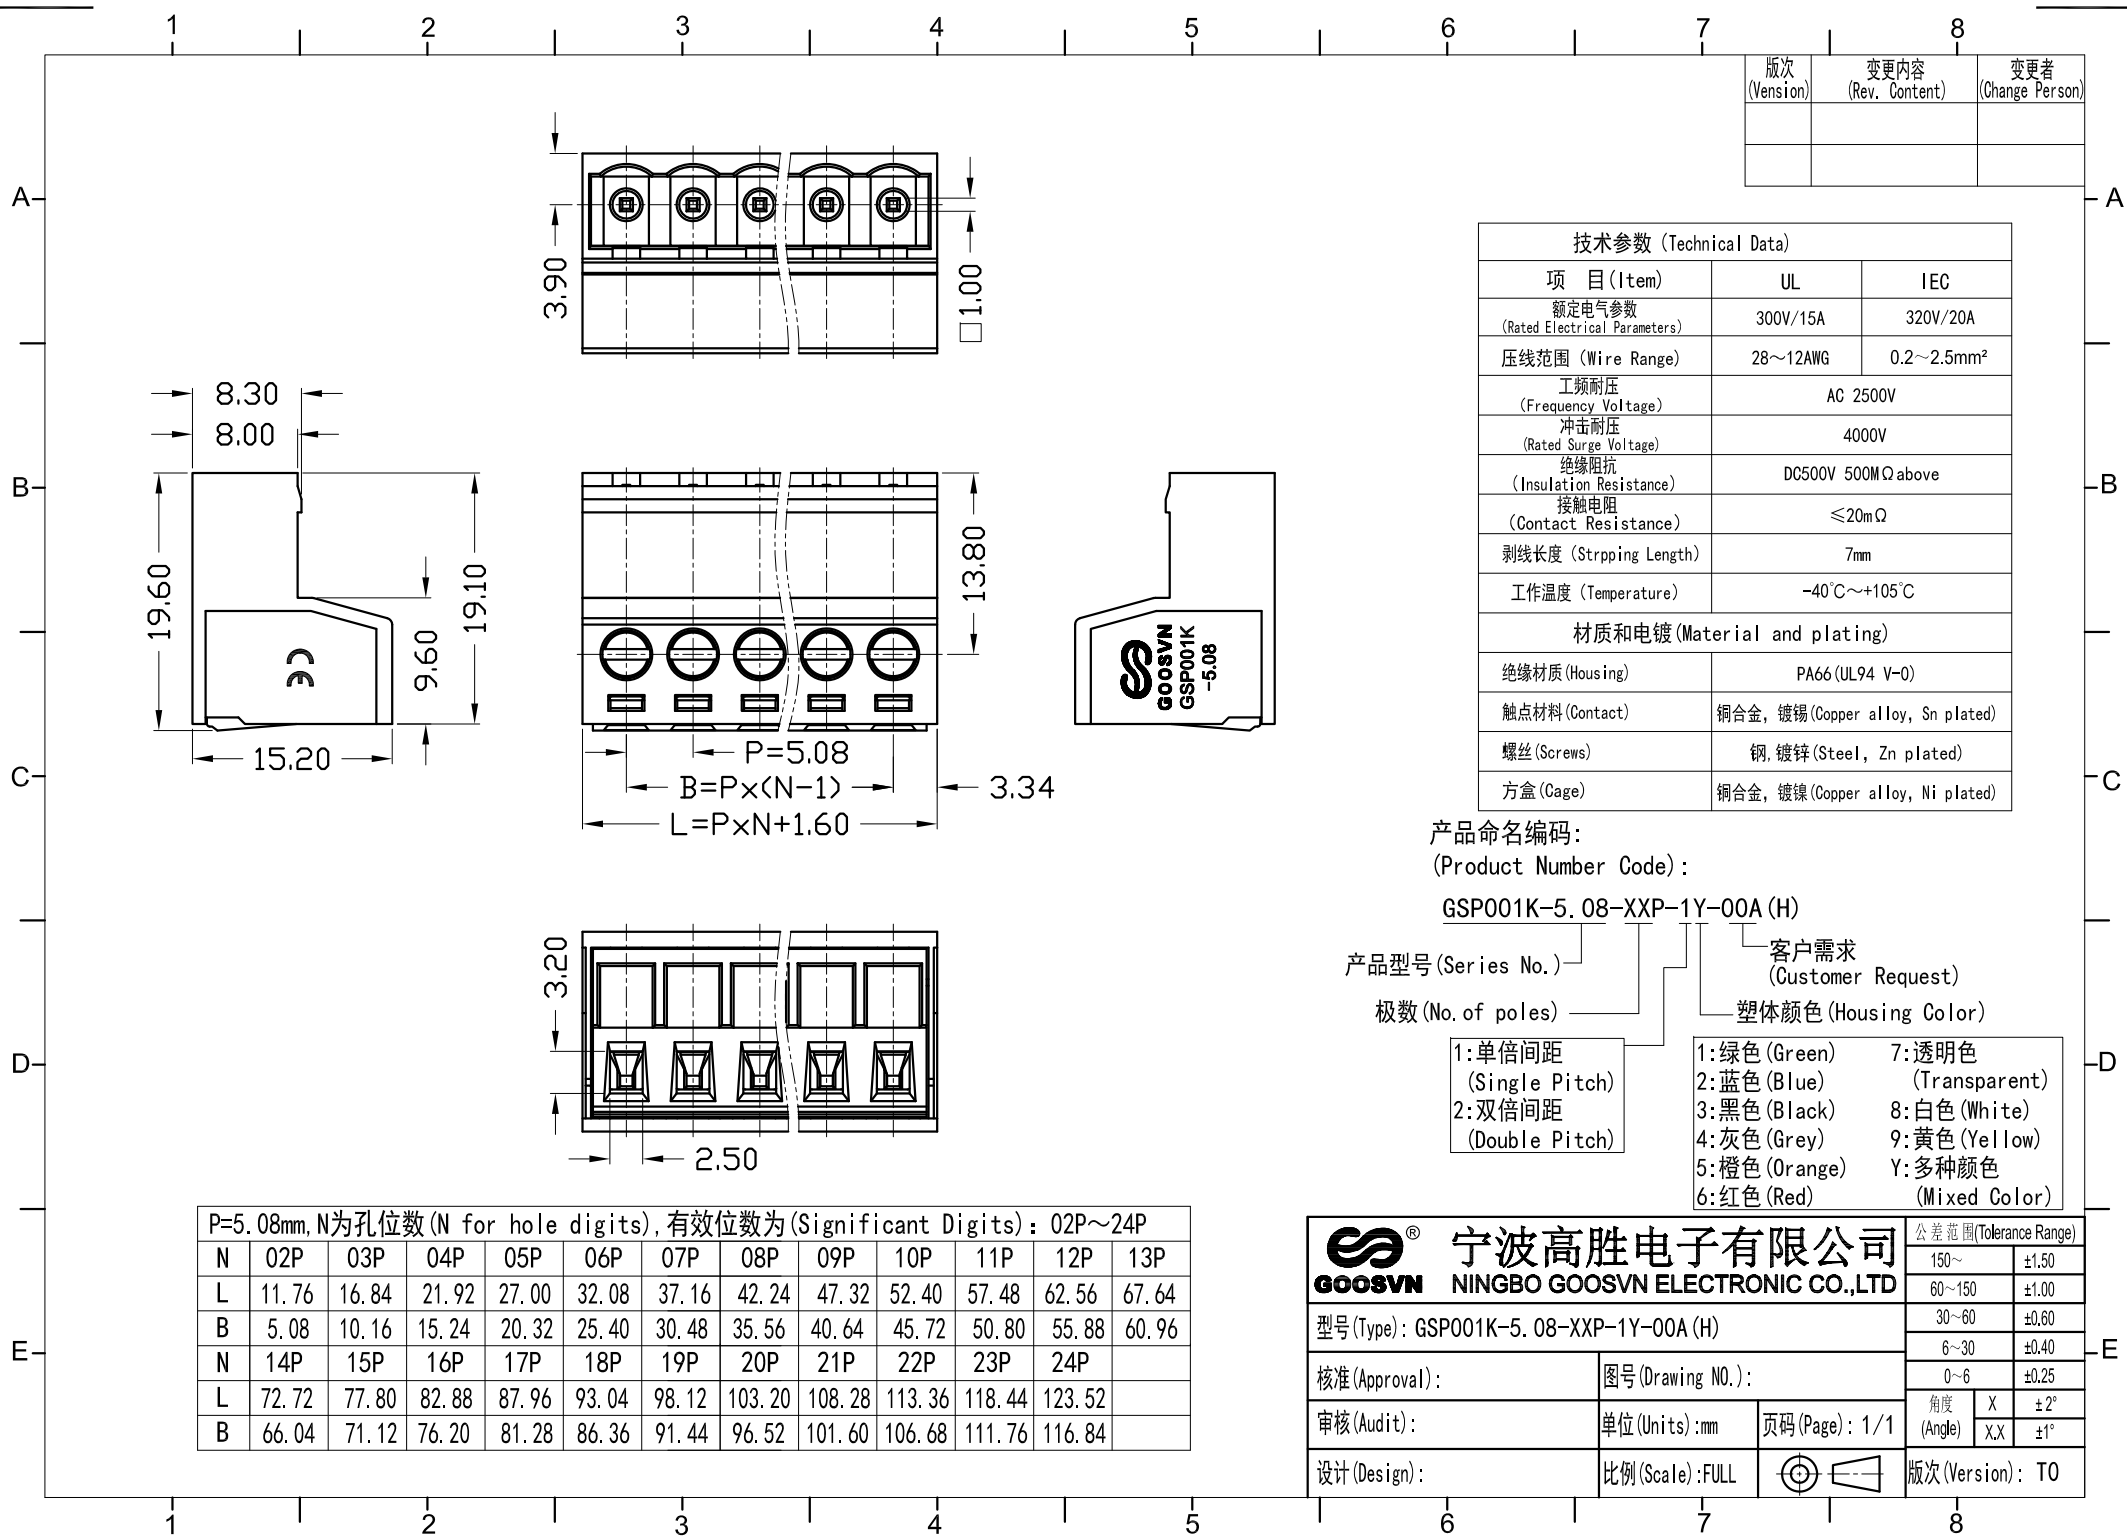 1 2 3 4 5 6 7 8
版次 变更内容 变更者
(Vension) (Rev. Content) (Change Person)
A A
B B
C C
D D
E E
3.90
□1.00
8.30
8.00
19.60
19.10
9.60
15.20
13.80
P=5.08
B=P×(N-1)
3.34
L=P×N+1.60
CE
GOOSVN
GSP001K
-5.08
3.20
2.50
技术参数 (Technical Data)
项 目(Item) UL IEC
额定电气参数
(Rated Electrical Parameters) 300V/15A 320V/20A
压线范围 (Wire Range) 28～12AWG 0.2～2.5mm²
工频耐压
(Frequency Voltage) AC 2500V
冲击耐压
(Rated Surge Voltage) 4000V
绝缘阻抗
(Insulation Resistance) DC500V 500MΩabove
接触电阻
(Contact Resistance) ≤20mΩ
剥线长度 (Strpping Length) 7mm
工作温度 (Temperature) -40℃～+105℃
材质和电镀(Material and plating)
绝缘材质(Housing) PA66(UL94 V-0)
触点材料(Contact) 铜合金, 镀锡(Copper alloy, Sn plated)
螺丝(Screws) 钢, 镀锌(Steel, Zn plated)
方盒(Cage) 铜合金, 镀镍(Copper alloy, Ni plated)
产品命名编码:
(Product Number Code):
GSP001K-5.08-XXP-1Y-00A(H)
客户需求
产品型号(Series No.) (Customer Request)
极数(No.of poles) 塑体颜色(Housing Color)
1:单倍间距
(Single Pitch)
2:双倍间距
(Double Pitch)
1:绿色(Green) 7:透明色
2:蓝色(Blue) (Transparent)
3:黑色(Black) 8:白色(White)
4:灰色(Grey) 9:黄色(Yellow)
5:橙色(Orange) Y:多种颜色
6:红色(Red) (Mixed Color)
P=5.08mm, N为孔位数(N for hole digits), 有效位数为(Significant Digits): 02P～24P
N 02P 03P 04P 05P 06P 07P 08P 09P 10P 11P 12P 13P
L 11.76 16.84 21.92 27.00 32.08 37.16 42.24 47.32 52.40 57.48 62.56 67.64
B 5.08 10.16 15.24 20.32 25.40 30.48 35.56 40.64 45.72 50.80 55.88 60.96
N 14P 15P 16P 17P 18P 19P 20P 21P 22P 23P 24P
L 72.72 77.80 82.88 87.96 93.04 98.12 103.20 108.28 113.36 118.44 123.52
B 66.04 71.12 76.20 81.28 86.36 91.44 96.52 101.60 106.68 111.76 116.84
® 宁波高胜电子有限公司
GOOSVN NINGBO GOOSVN ELECTRONIC CO.,LTD
公差范围(Tolerance Range)
150～ ±1.50
60～150 ±1.00
30～60 ±0.60
6～30 ±0.40
0～6 ±0.25
角度 X ±2°
(Angle) X.X ±1°
型号(Type): GSP001K-5.08-XXP-1Y-00A(H)
核准(Approval): 图号(Drawing NO.):
审核(Audit): 单位(Units):mm 页码(Page): 1/1
设计(Design): 比例(Scale):FULL 版次(Version): T0
1 2 3 4 5 6 7 8